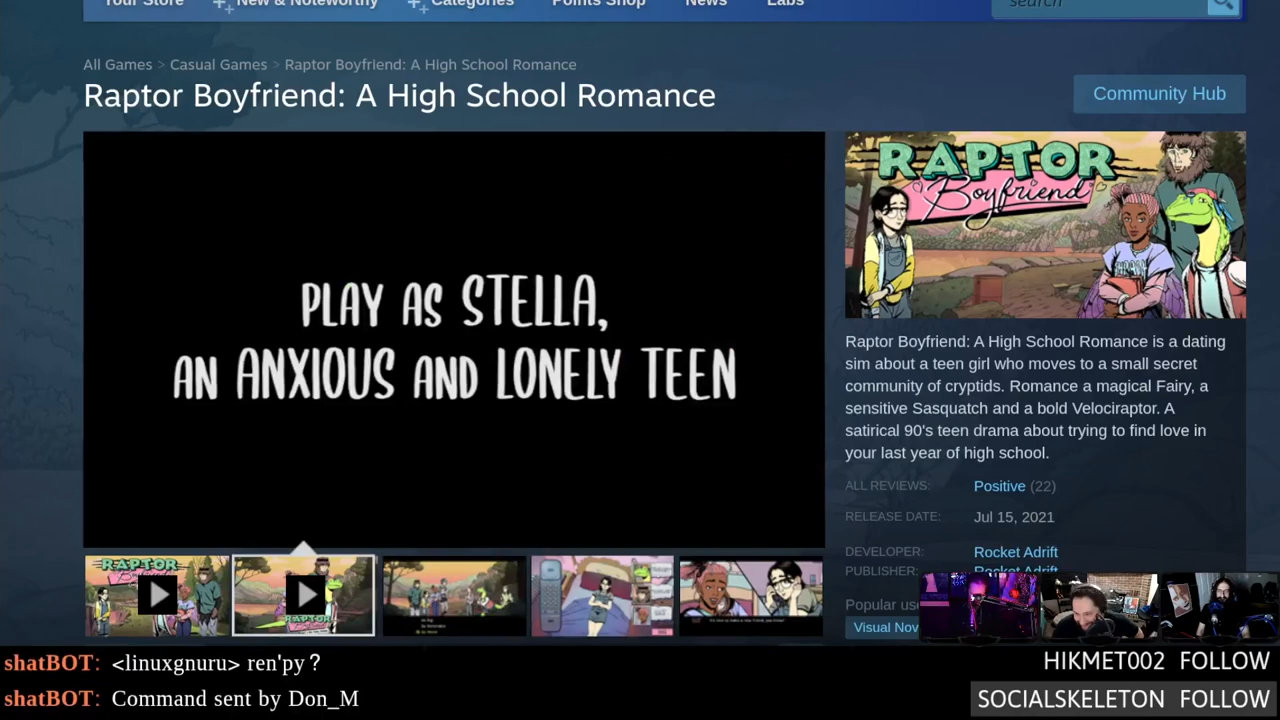 Your Store
New & Noteworthy
Categories
Points Shop
News
Labs
search
All Games > Casual Games > Raptor Boyfriend: A High School Romance
Raptor Boyfriend: A High School Romance
Community Hub
PLAY AS STELLA,
AN ANXIOUS AND LONELY TEEN
RAPTOR
Boyfriend
Raptor Boyfriend: A High School Romance is a dating
sim about a teen girl who moves to a small secret
community of cryptids. Romance a magical Fairy, a
sensitive Sasquatch and a bold Velociraptor. A
satirical 90's teen drama about trying to find love in
your last year of high school.
ALL REVIEWS: Positive (22)
RELEASE DATE: Jul 15, 2021
DEVELOPER: Rocket Adrift
PUBLISHER: Rocket Adrift
Popular use
Visual Nov
RAPTOR
RAPTOR
shatBOT: <linuxgnuru> ren'py ?
HIKMET002 FOLLOW
shatBOT: Command sent by Don_M
SOCIALSKELETON FOLLOW